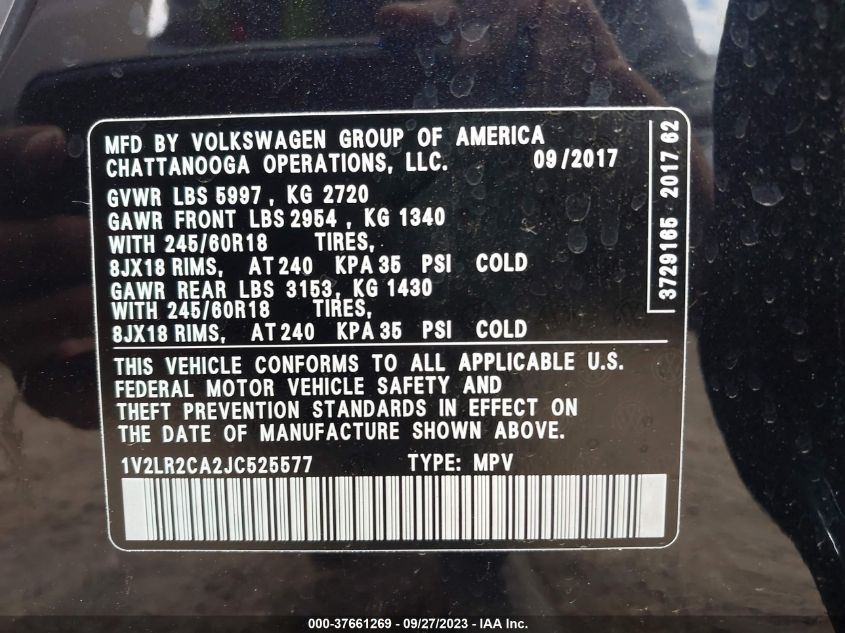 MFD BY VOLKSWAGEN GROUP OF AMERICA
CHATTANOOGA OPERATIONS, LLC. 09/2017
GVWR LBS 5997 , KG 2720
GAWR FRONT LBS 2954 , KG 1340
WITH 245/60R18 TIRES,
8JX18 RIMS, AT 240 KPA 35 PSI COLD
GAWR REAR LBS 3153, KG 1430
WITH 245/60R18 TIRES,
8JX18 RIMS, AT 240 KPA 35 PSI COLD
THIS VEHICLE CONFORMS TO ALL APPLICABLE U.S.
FEDERAL MOTOR VEHICLE SAFETY AND
THEFT PREVENTION STANDARDS IN EFFECT ON
THE DATE OF MANUFACTURE SHOWN ABOVE.
1V2LR2CA2JC525577 TYPE: MPV
3729165 2017 62
000-37661269 - 09/27/2023 - IAA Inc.